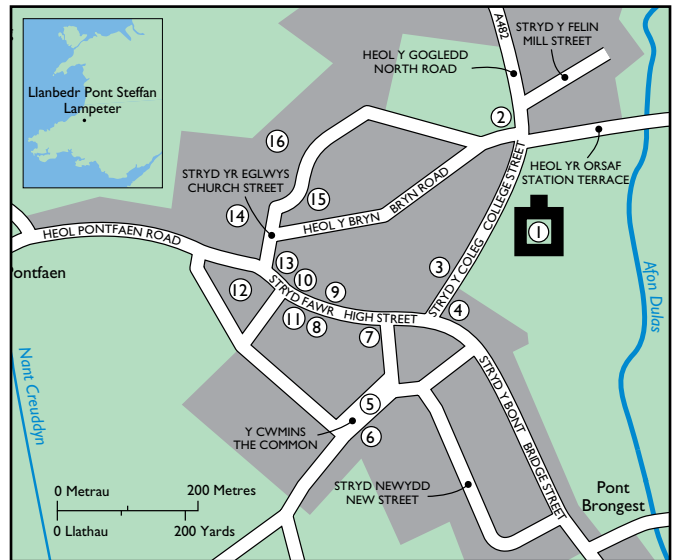 Llanbedr Pont Steffan
Lampeter
A482
STRYD Y FELIN
MILL STREET
HEOL Y GOGLEDD
NORTH ROAD
2
16
HEOL YR ORSAF
STATION TERRACE
STRYD YR EGLWYS
CHURCH STREET
15
14
HEOL Y BRYN BRYN ROAD
STRYD Y COLEG COLLEGE STREET
1
HEOL PONTFAEN ROAD
Pontfaen
13
3
12
10
9
STRYD FAWR HIGH STREET
11
8
7
4
Afon Dulas
Nant Creuddyn
5
6
Y CWMINS
THE COMMON
STRYD Y BONT BRIDGE STREET
STRYD NEWYDD
NEW STREET
Pont
Brongest
0 Metrau 200 Metres
0 Llathau 200 Yards